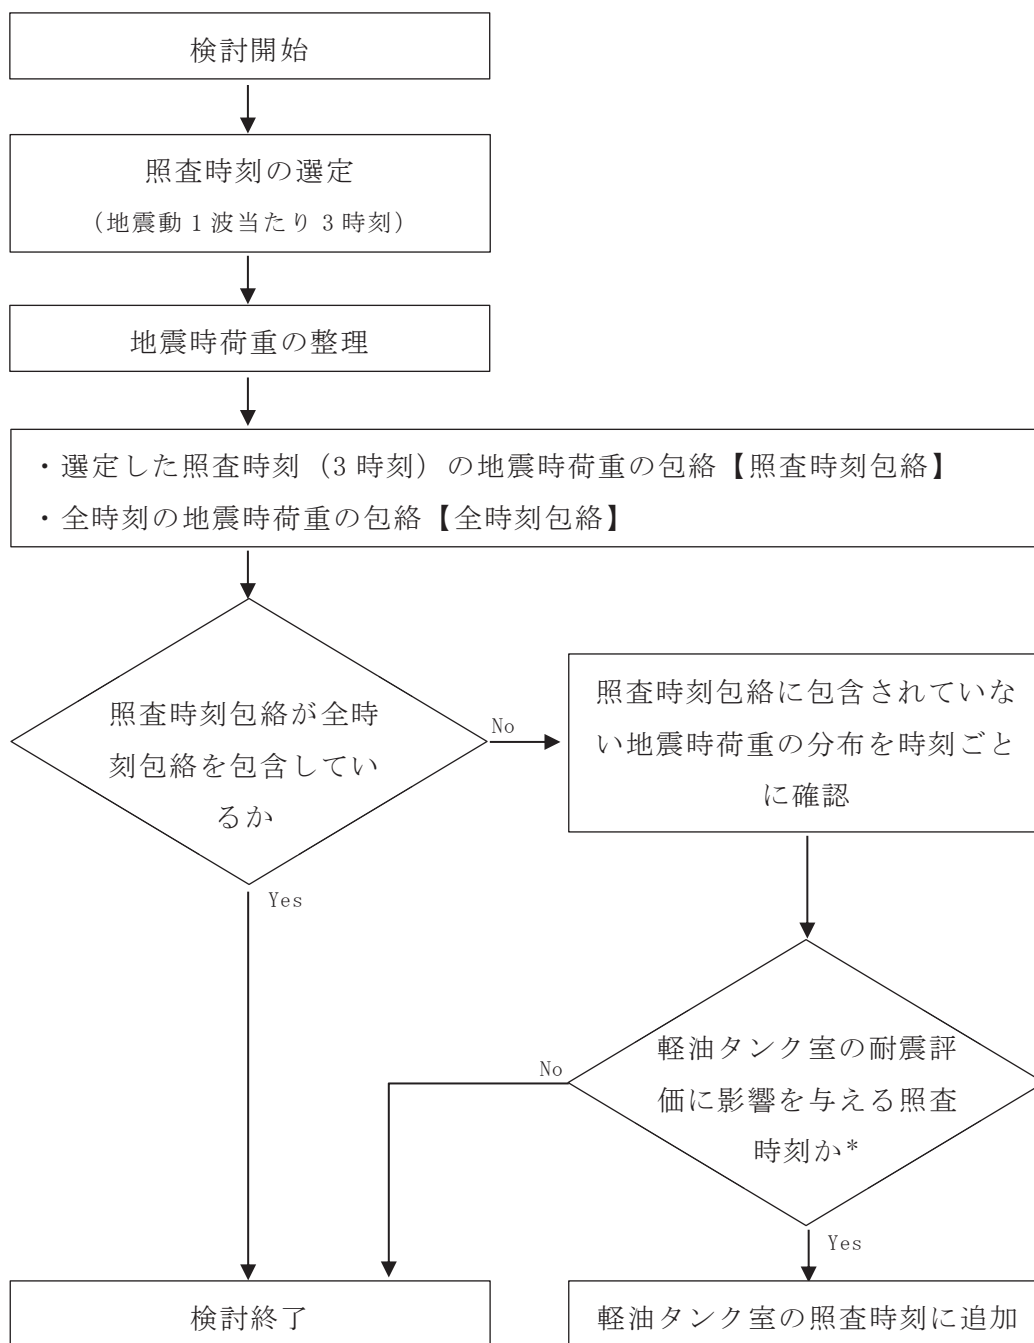 検討開始
照査時刻の選定
（地震動1波当たり3時刻）
地震時荷重の整理
・選定した照査時刻（3時刻）の地震時荷重の包絡【照査時刻包絡】
・全時刻の地震時荷重の包絡【全時刻包絡】
照査時刻包絡が全時
刻包絡を包含してい
るか
No
照査時刻包絡に包含されていな
い地震時荷重の分布を時刻ごと
に確認
Yes
軽油タンク室の耐震評
価に影響を与える照査
時刻か*
No
Yes
検討終了
軽油タンク室の照査時刻に追加